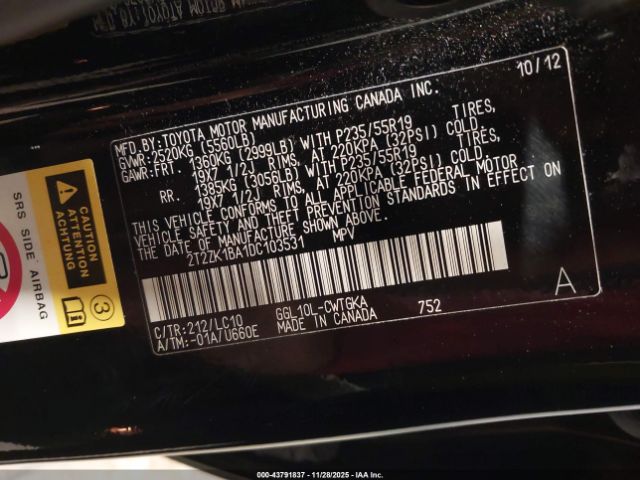 10/12
MFD.BY:TOYOTA MOTOR MANUFACTURING CANADA INC.
GVWR:2520KG (5560LB)
GAWR:FRT. 1360KG (2999LB) WITH P235/55R19 TIRES,
19X7 1/2J RIMS, AT 220KPA (32PSI) COLD
RR. 1385KG (3056LB) WITH P235/55R19 TIRES,
19X7 1/2J RIMS, AT 220KPA (32PSI) COLD.
THIS VEHICLE CONFORMS TO ALL APPLICABLE FEDERAL MOTOR
VEHICLE SAFETY AND THEFT PREVENTION STANDARDS IN EFFECT ON
THE DATE OF MANUFACTURE SHOWN ABOVE.
2T2ZK1BA1DC103531 MPV
C/TR:212/LC10 GGL10L-CWTGKA 752 A
A/TM:-01A/U660E MADE IN CANADA
CAUTION
ATTENTION
ACHTUNG
SRS SIDE AIRBAG
3
000-43791837 - 11/28/2025 - IAA Inc.